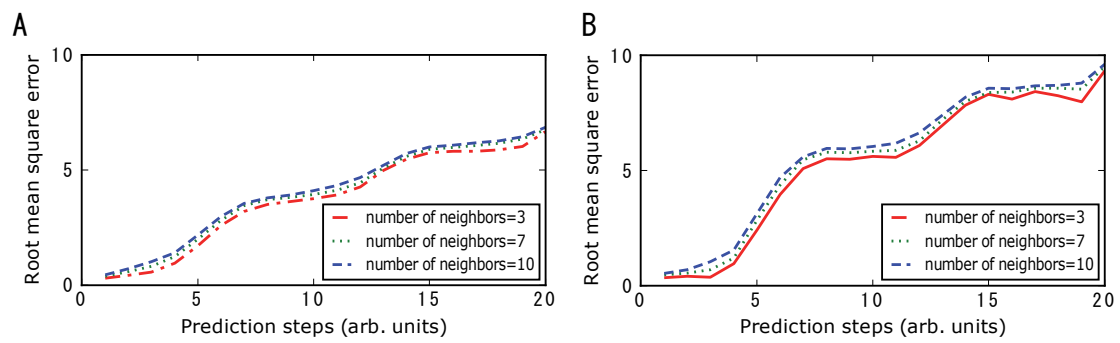 A
Root mean square error
10
5
0
0 5 10 15 20
Prediction steps (arb. units)
number of neighbors=3
number of neighbors=7
number of neighbors=10
B
Root mean square error
10
5
0
0 5 10 15 20
Prediction steps (arb. units)
number of neighbors=3
number of neighbors=7
number of neighbors=10